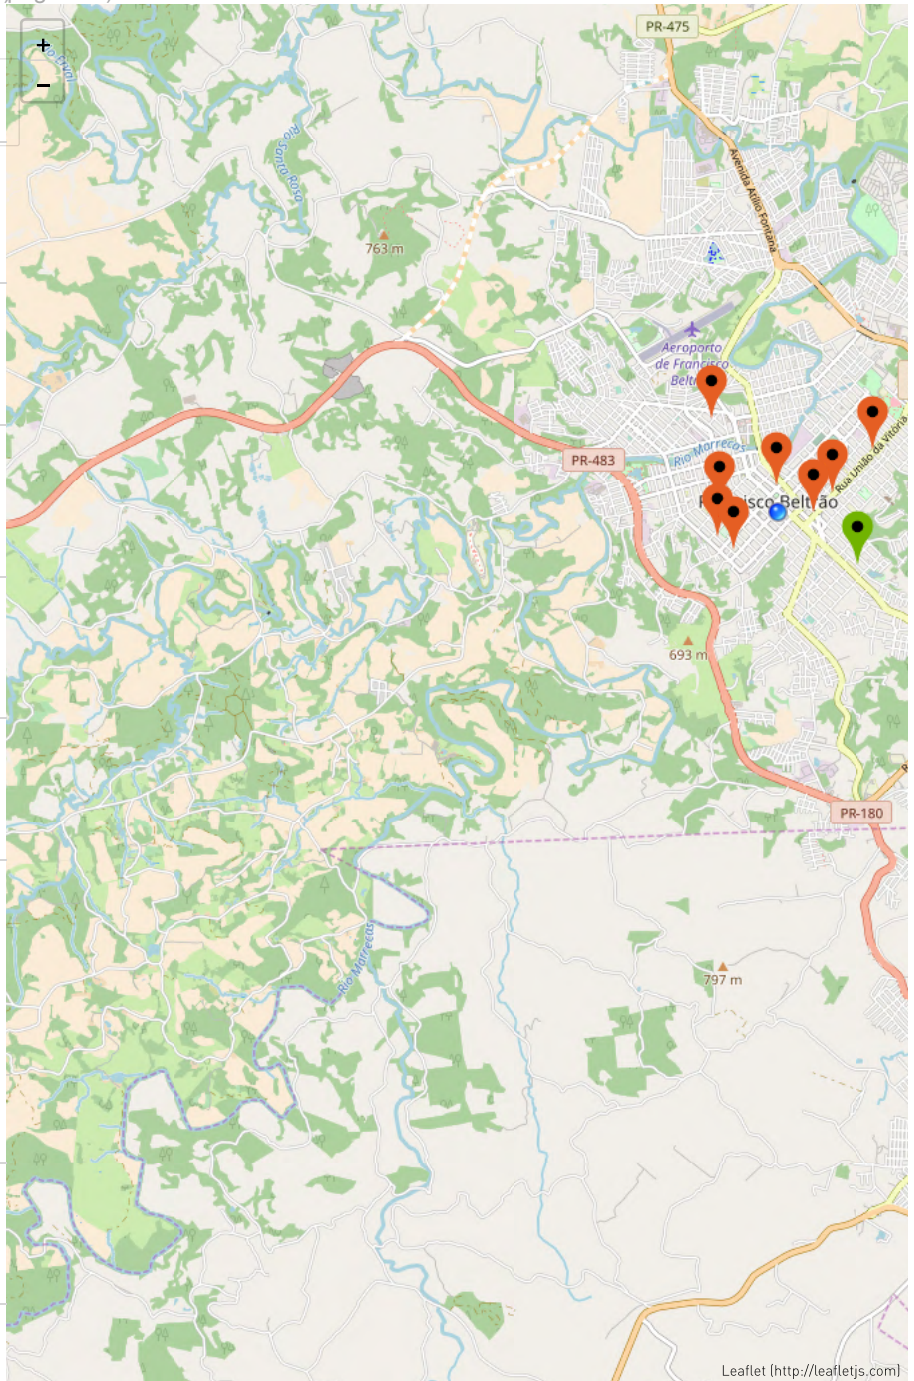 PR-475
+
-
Rio Santa Rosa
Avenida Atílio Fontana
763 m
Aeroporto
de Francisco
Rio Marrecas
Rua União da Vitória
PR-483
693 m
PR-180
Rio Marrecas
797 m
Leaflet (http://leafletjs.com)